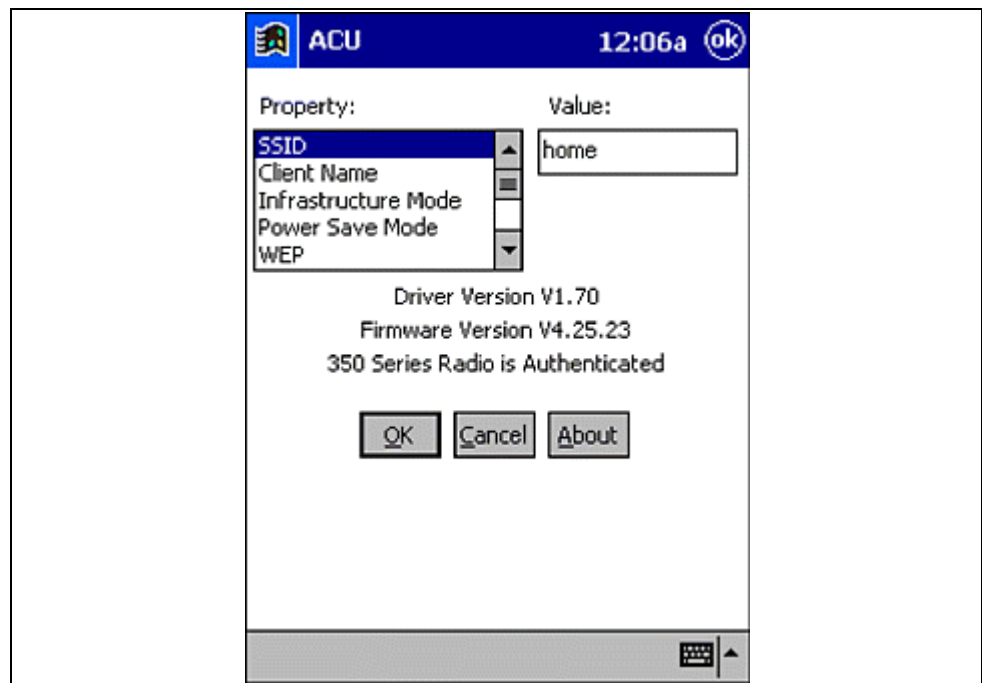 ACU 12:06a ok
Property: Value:
SSID home
Client Name
Infrastructure Mode
Power Save Mode
WEP
Driver Version V1.70
Firmware Version V4.25.23
350 Series Radio is Authenticated
OK Cancel About